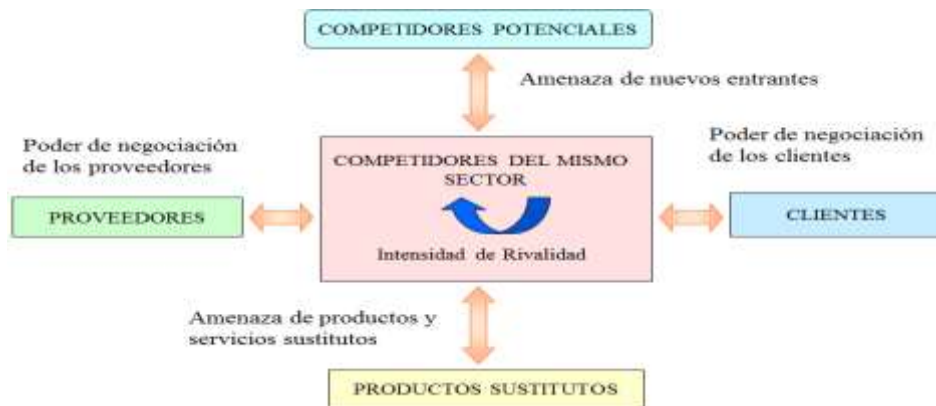 COMPETIDORES POTENCIALES
Amenaza de nuevos entrantes
Poder de negociación
de los proveedores
PROVEEDORES
COMPETIDORES DEL MISMO
SECTOR
Intensidad de Rivalidad
Poder de negociación
de los clientes
CLIENTES
Amenaza de productos y
servicios sustitutos
PRODUCTOS SUSTITUTOS